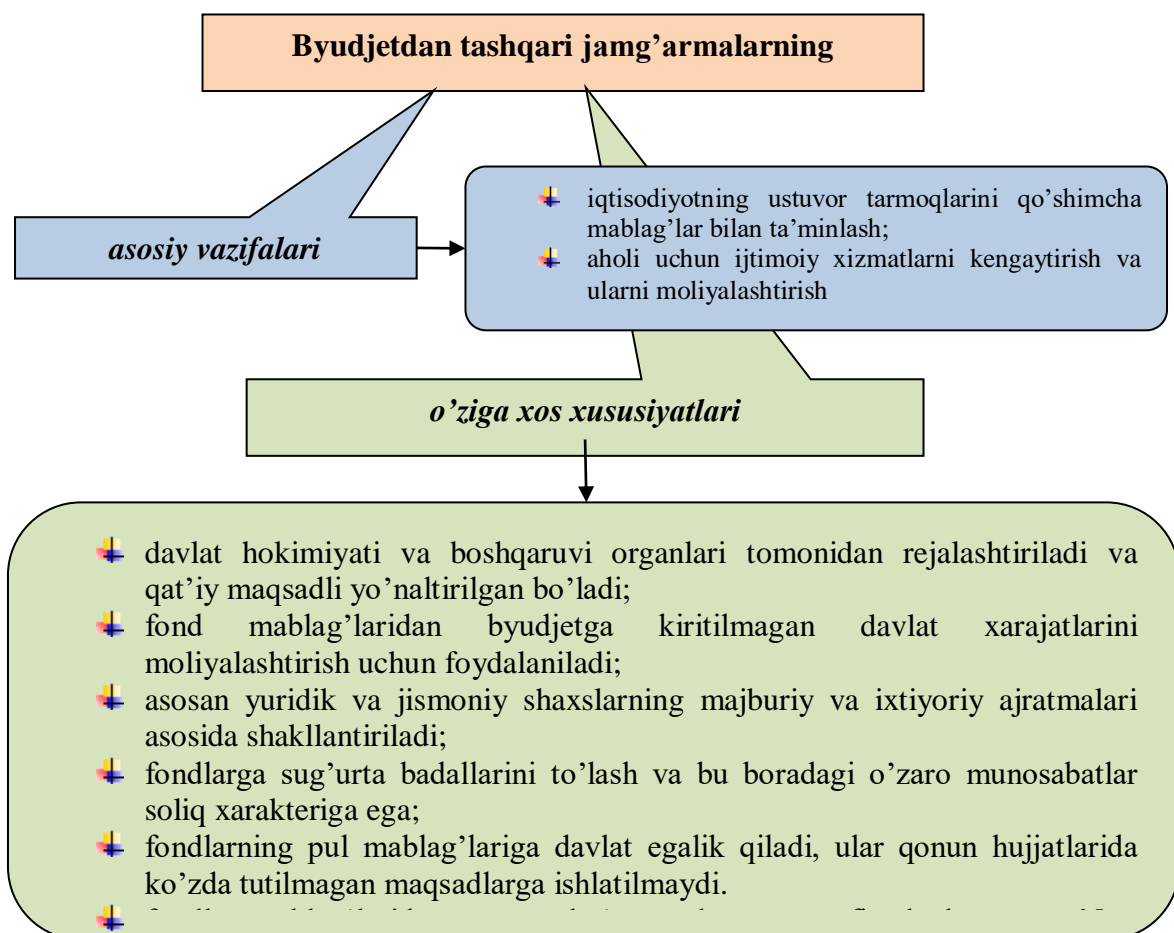 Byudjetdan tashqari jamg’armalarning
asosiy vazifalari
iqtisodiyotning ustuvor tarmoqlarini qo’shimcha
mablag’lar bilan ta’minlash;
aholi uchun ijtimoiy xizmatlarni kengaytirish va
ularni moliyalashtirish
o’ziga xos xususiyatlari
davlat hokimiyati va boshqaruvi organlari tomonidan rejalashtiriladi va
qat’iy maqsadli yo’naltirilgan bo’ladi;
fond mablag’laridan byudjetga kiritilmagan davlat xarajatlarini
moliyalashtirish uchun foydalaniladi;
asosan yuridik va jismoniy shaxslarning majburiy va ixtiyoriy ajratmalari
asosida shakllantiriladi;
fondlarga sug’urta badallarini to’lash va bu boradagi o’zaro munosabatlar
soliq xarakteriga ega;
fondlarning pul mablag’lariga davlat egalik qiladi, ular qonun hujjatlarida
ko’zda tutilmagan maqsadlarga ishlatilmaydi.